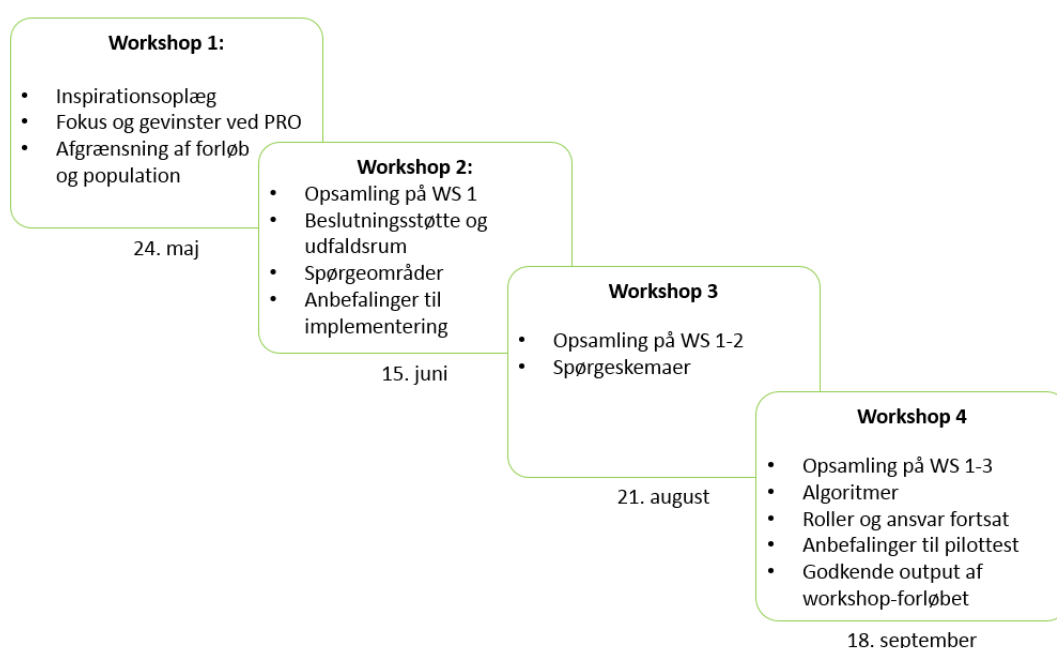 Workshop 1:
• Inspirationsoplæg
• Fokus og gevinster ved PRO
• Afgrænsning af forløb
og population
24. maj
Workshop 2:
• Opsamling på WS 1
• Beslutningsstøtte og
udfaldsrum
• Spørgeområder
• Anbefalinger til
implementering
15. juni
Workshop 3
• Opsamling på WS 1-2
• Spørgeskemaer
21. august
Workshop 4
• Opsamling på WS 1-3
• Algoritmer
• Roller og ansvar fortsat
• Anbefalinger til pilottest
• Godkende output af
workshop-forløbet
18. september